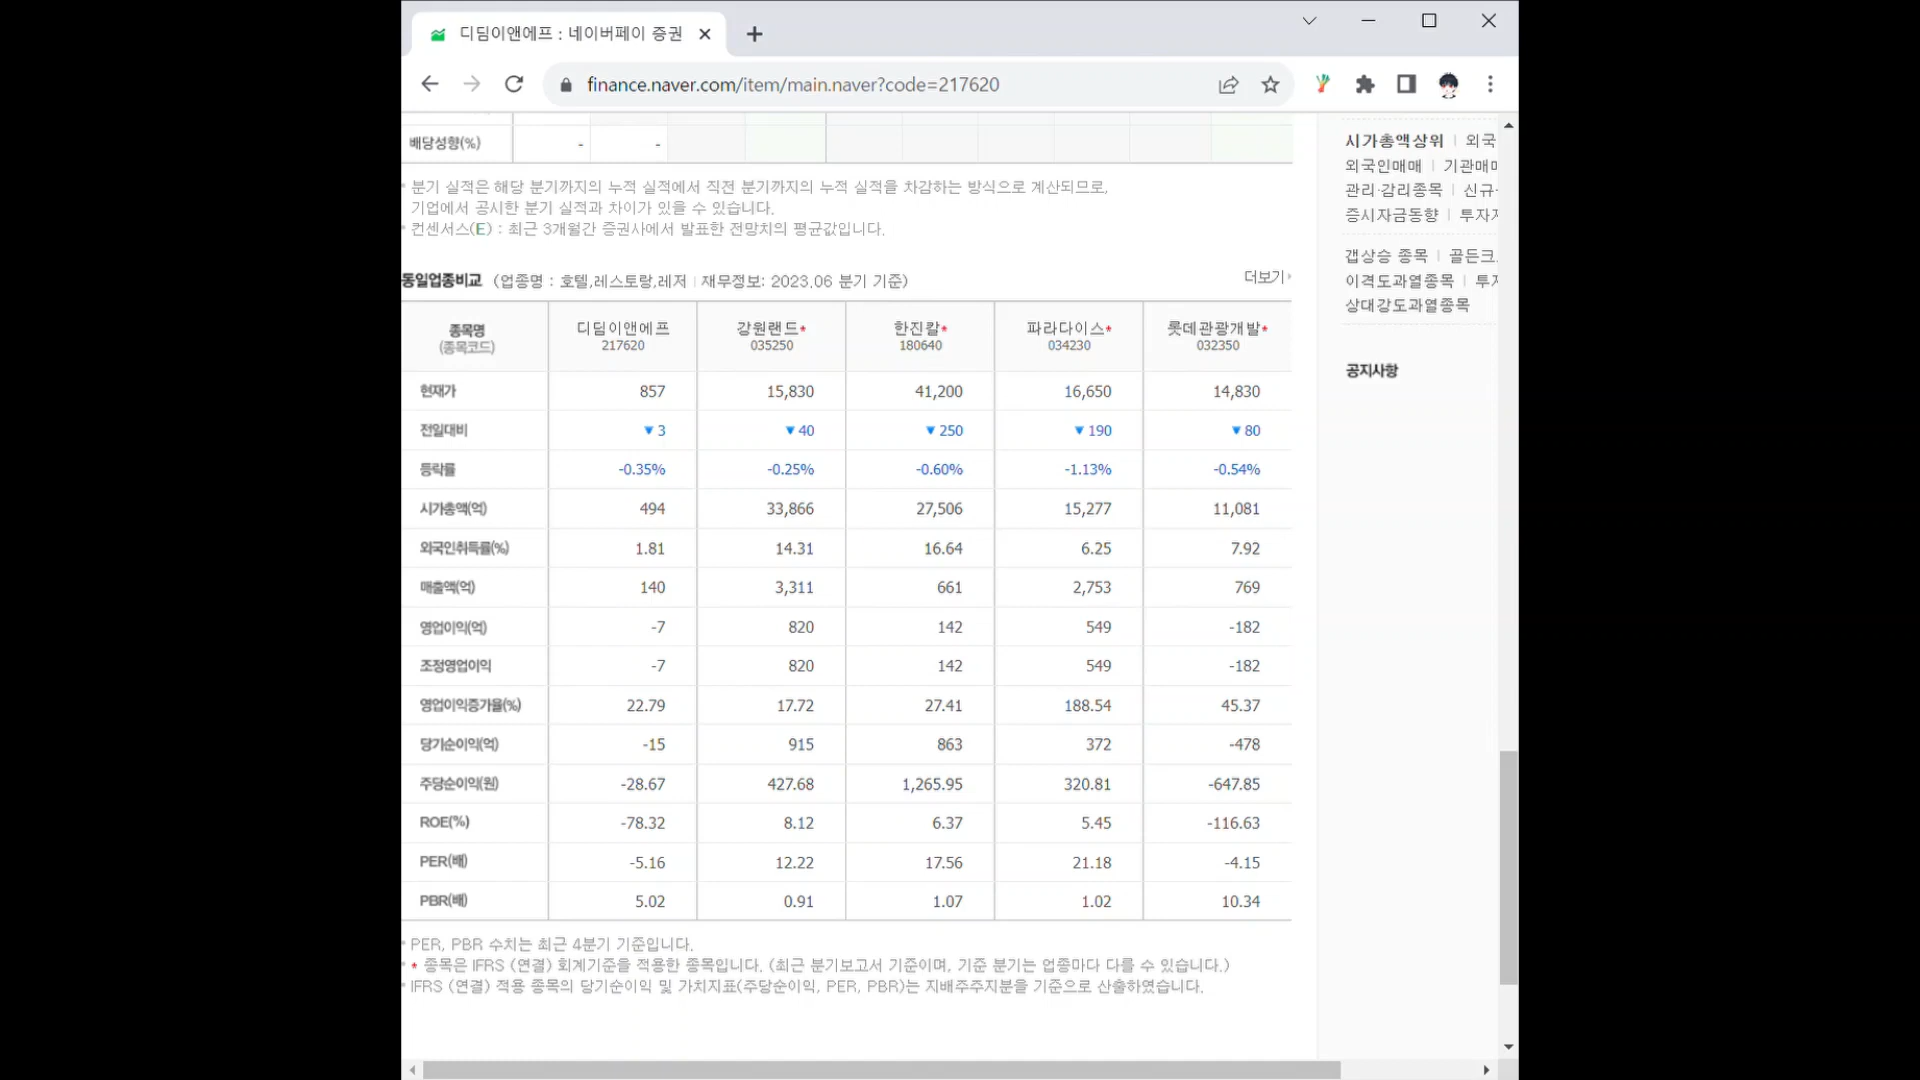 디딤이앤에프 : 네이버페이 증권
finance.naver.com/item/main.naver?code=217620
배당성향(%) - -
분기 실적은 해당 분기까지의 누적 실적에서 직전 분기까지의 누적 실적을 차감하는 방식으로 계산되므로,
기업에서 공시한 분기 실적과 차이가 있을 수 있습니다.
컨센서스(E) : 최근 3개월간 증권사에서 발표한 전망치의 평균값입니다.
동일업종비교 (업종명 : 호텔,레스토랑,레저 | 재무정보: 2023.06 분기 기준) 더보기
종목명 디딤이앤에프 강원랜드* 한진칼* 파라다이스* 롯데관광개발*
(종목코드) 217620 035250 180640 034230 032350
현재가 857 15,830 41,200 16,650 14,830
전일대비 ▼3 ▼40 ▼250 ▼190 ▼80
등락률 -0.35% -0.25% -0.60% -1.13% -0.54%
시가총액(억) 494 33,866 27,506 15,277 11,081
외국인취득률(%) 1.81 14.31 16.64 6.25 7.92
매출액(억) 140 3,311 661 2,753 769
영업이익(억) -7 820 142 549 -182
조정영업이익 -7 820 142 549 -182
영업이익증가율(%) 22.79 17.72 27.41 188.54 45.37
당기순이익(억) -15 915 863 372 -478
주당순이익(원) -28.67 427.68 1,265.95 320.81 -647.85
ROE(%) -78.32 8.12 6.37 5.45 -116.63
PER(배) -5.16 12.22 17.56 21.18 -4.15
PBR(배) 5.02 0.91 1.07 1.02 10.34
PER, PBR 수치는 최근 4분기 기준입니다.
* 종목은 IFRS (연결) 회계기준을 적용한 종목입니다. (최근 분기보고서 기준이며, 기준 분기는 업종마다 다를 수 있습니다.)
IFRS (연결) 적용 종목의 당기순이익 및 가치지표(주당순이익, PER, PBR)는 지배주주지분을 기준으로 산출하였습니다.
시가총액상위 | 외국
외국인매매 | 기관매매
관리·감리종목 | 신규
증시자금동향 | 투자
갭상승 종목 | 골든크
이격도과열종목 | 투
상대강도과열종목
공지사항